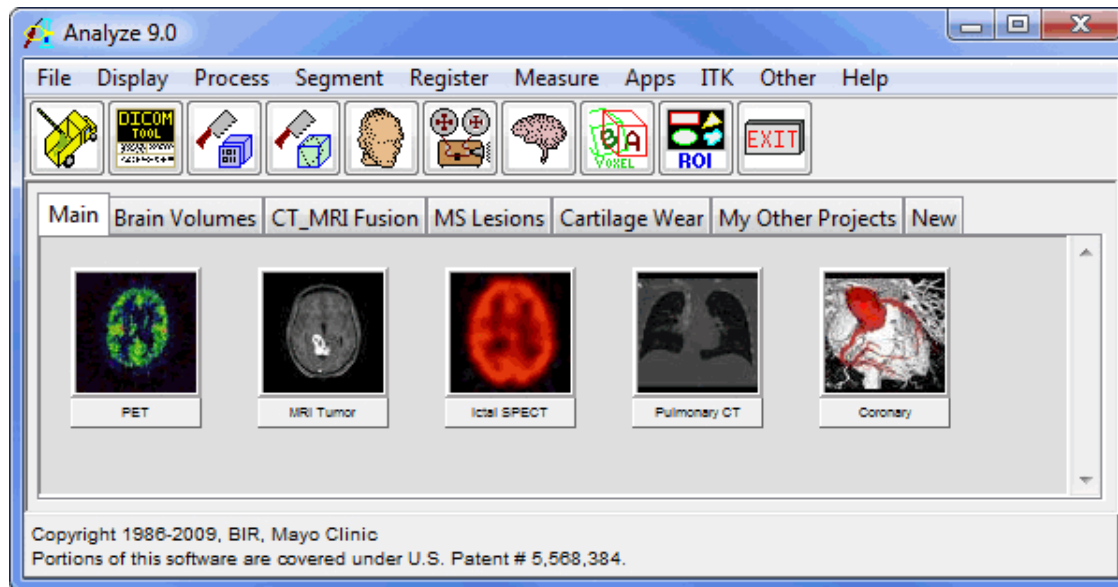 Analyze 9.0
File Display Process Segment Register Measure Apps ITK Other Help
DICOM
TOOL
B A
VOXEL
ROI
EXIT
Main Brain Volumes CT_MRI Fusion MS Lesions Cartilage Wear My Other Projects New
PET MRI Tumor Ictal SPECT Pulmonary CT Coronary
Copyright 1986-2009, BIR, Mayo Clinic
Portions of this software are covered under U.S. Patent # 5,568,384.